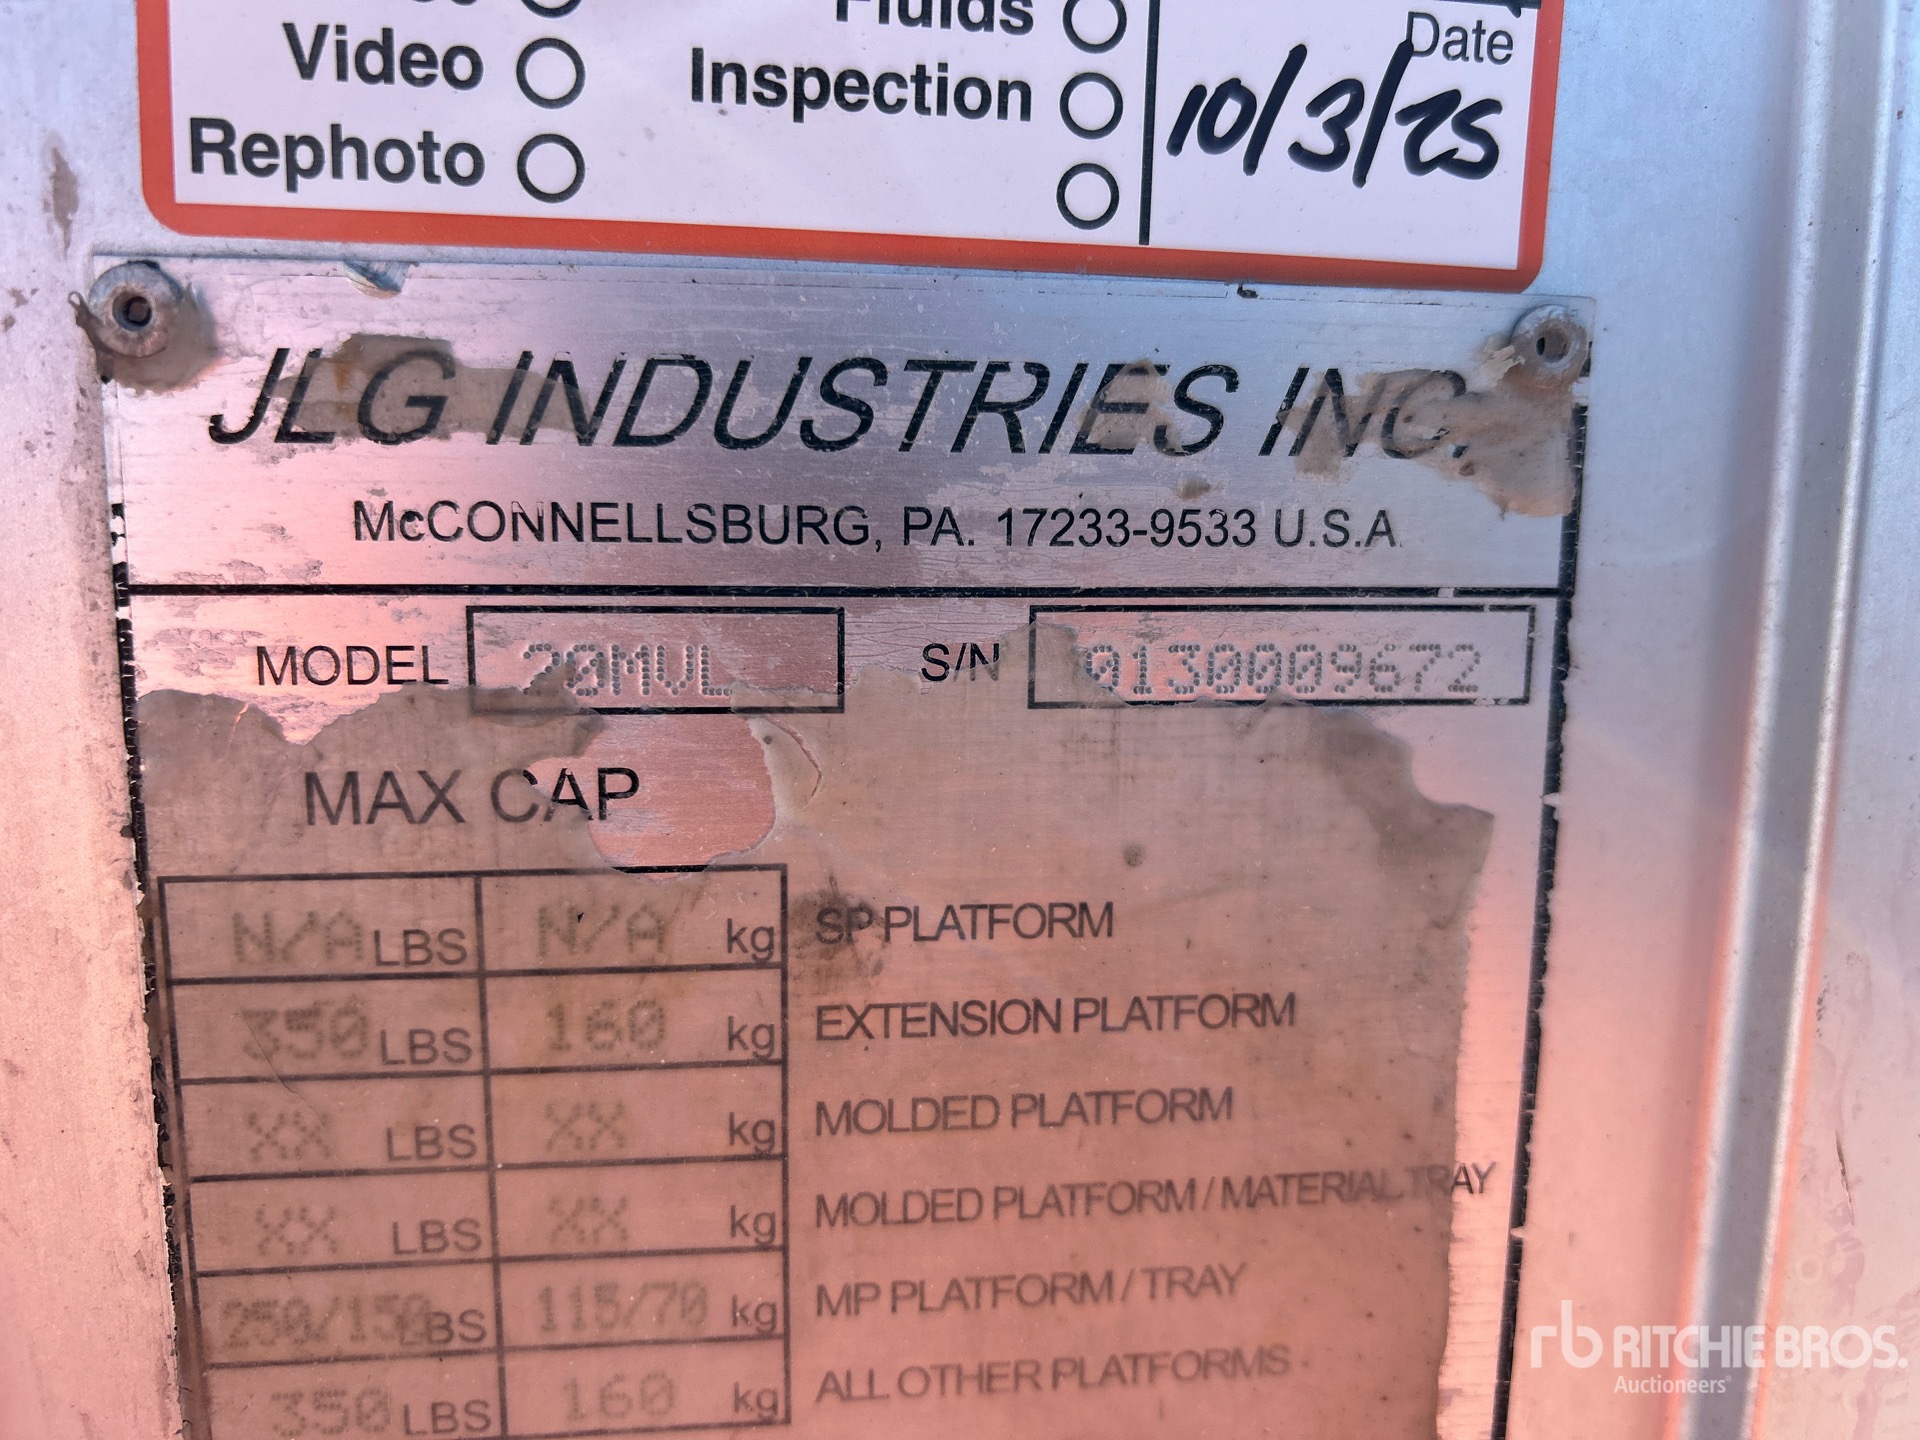 Fluids
Video
Inspection
Rephoto
Date
10/3/25
JLG INDUSTRIES INC.
McCONNELLSBURG, PA. 17233-9533 U.S.A.
MODEL 20MVL S/N 0130009672
MAX CAP
N/A LBS N/A kg SP PLATFORM
350 LBS 160 kg EXTENSION PLATFORM
XX LBS XX kg MOLDED PLATFORM
XX LBS XX kg MOLDED PLATFORM / MATERIAL TRAY
250/150 LBS 115/70 kg MP PLATFORM / TRAY
350 LBS 160 kg ALL OTHER PLATFORMS
rb RITCHIE BROS.
Auctioneers